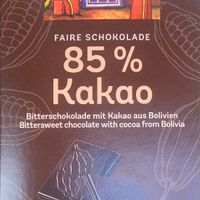 FAIRE SCHOKOLADE
85 %
Kakao
Bitterschokolade mit Kakao aus Bolivien
Bittersweet chocolate with cocoa from Bolivia